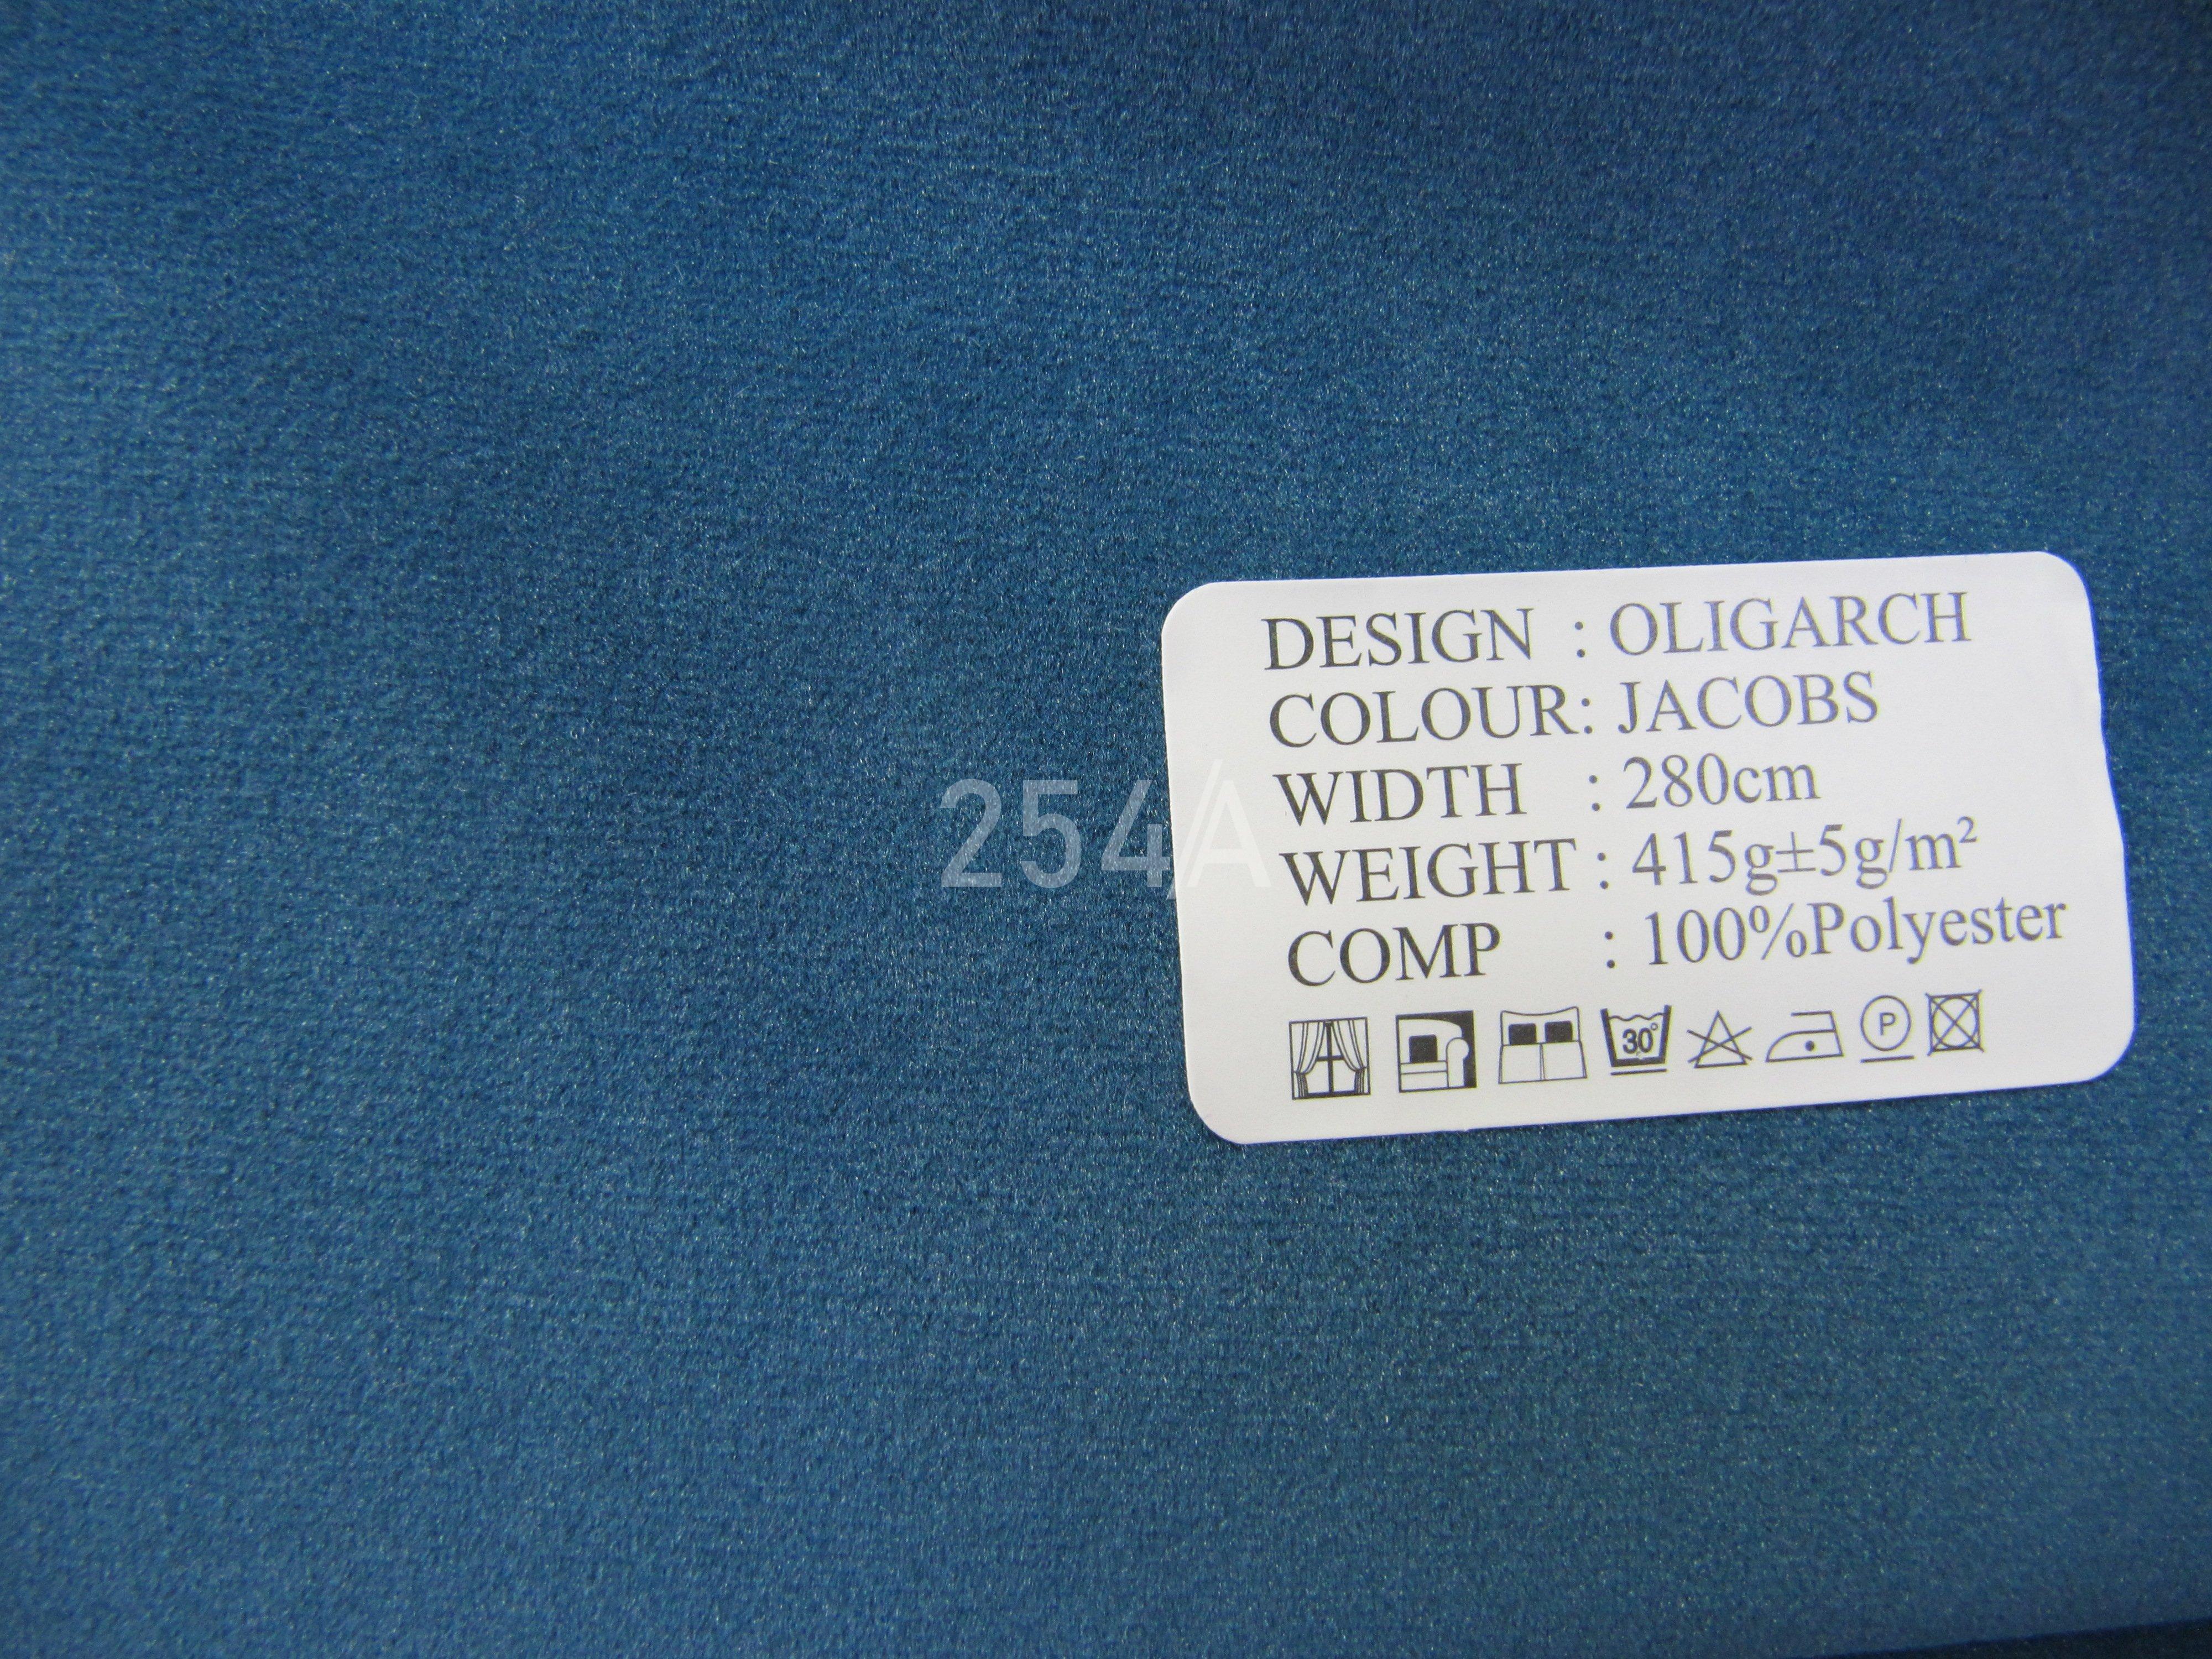 DESIGN : OLIGARCH
COLOUR: JACOBS
WIDTH : 280cm
254A
WEIGHT : 415g±5g/m²
COMP : 100%Polyester
30° P